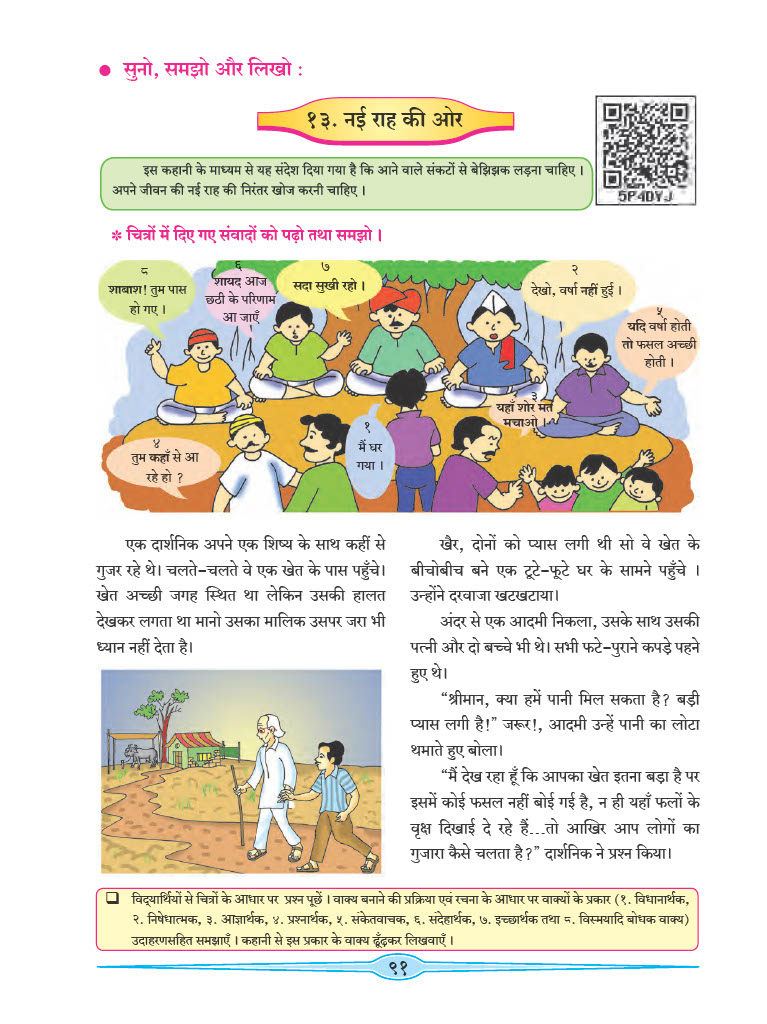 ● सुनो, समझो और लिखो :
१३. नई राह की ओर
5P4DYJ
इस कहानी के माध्यम से यह संदेश दिया गया है कि आने वाले संकटों से बेझिझक लड़ना चाहिए ।
अपने जीवन की नई राह की निरंतर खोज करनी चाहिए ।
* चित्रों में दिए गए संवादों को पढ़ो तथा समझो ।
८
शाबाश! तुम पास
हो गए ।
६
शायद आज
छठी के परिणाम
आ जाएँ
७
सदा सुखी रहो ।
२
देखो, वर्षा नहीं हुई ।
५
यदि वर्षा होती
तो फसल अच्छी
होती ।
३
यहाँ शोर मत
मचाओ ।
१
मैं घर
गया ।
४
तुम कहाँ से आ
रहे हो ?
एक दार्शनिक अपने एक शिष्य के साथ कहीं से
गुजर रहे थे। चलते-चलते वे एक खेत के पास पहुँचे।
खेत अच्छी जगह स्थित था लेकिन उसकी हालत
देखकर लगता था मानो उसका मालिक उसपर जरा भी
ध्यान नहीं देता है।
खैर, दोनों को प्यास लगी थी सो वे खेत के
बीचोबीच बने एक टूटे-फूटे घर के सामने पहुँचे ।
उन्होंने दरवाजा खटखटाया।
अंदर से एक आदमी निकला, उसके साथ उसकी
पत्नी और दो बच्चे भी थे। सभी फटे-पुराने कपड़े पहने
हुए थे।
“श्रीमान, क्या हमें पानी मिल सकता है? बड़ी
प्यास लगी है!” जरूर!, आदमी उन्हें पानी का लोटा
थमाते हुए बोला।
“मैं देख रहा हूँ कि आपका खेत इतना बड़ा है पर
इसमें कोई फसल नहीं बोई गई है, न ही यहाँ फलों के
वृक्ष दिखाई दे रहे हैं...तो आखिर आप लोगों का
गुजारा कैसे चलता है?” दार्शनिक ने प्रश्न किया।
❑ विद्यार्थियों से चित्रों के आधार पर प्रश्न पूछें । वाक्य बनाने की प्रक्रिया एवं रचना के आधार पर वाक्यों के प्रकार (१. विधानार्थक,
२. निषेधात्मक, ३. आज्ञार्थक, ४. प्रश्नार्थक, ५. संकेतवाचक, ६. संदेहार्थक, ७. इच्छार्थक तथा ८. विस्मयादि बोधक वाक्य)
उदाहरणसहित समझाएँ । कहानी से इस प्रकार के वाक्य ढूँढ़कर लिखवाएँ ।
९१